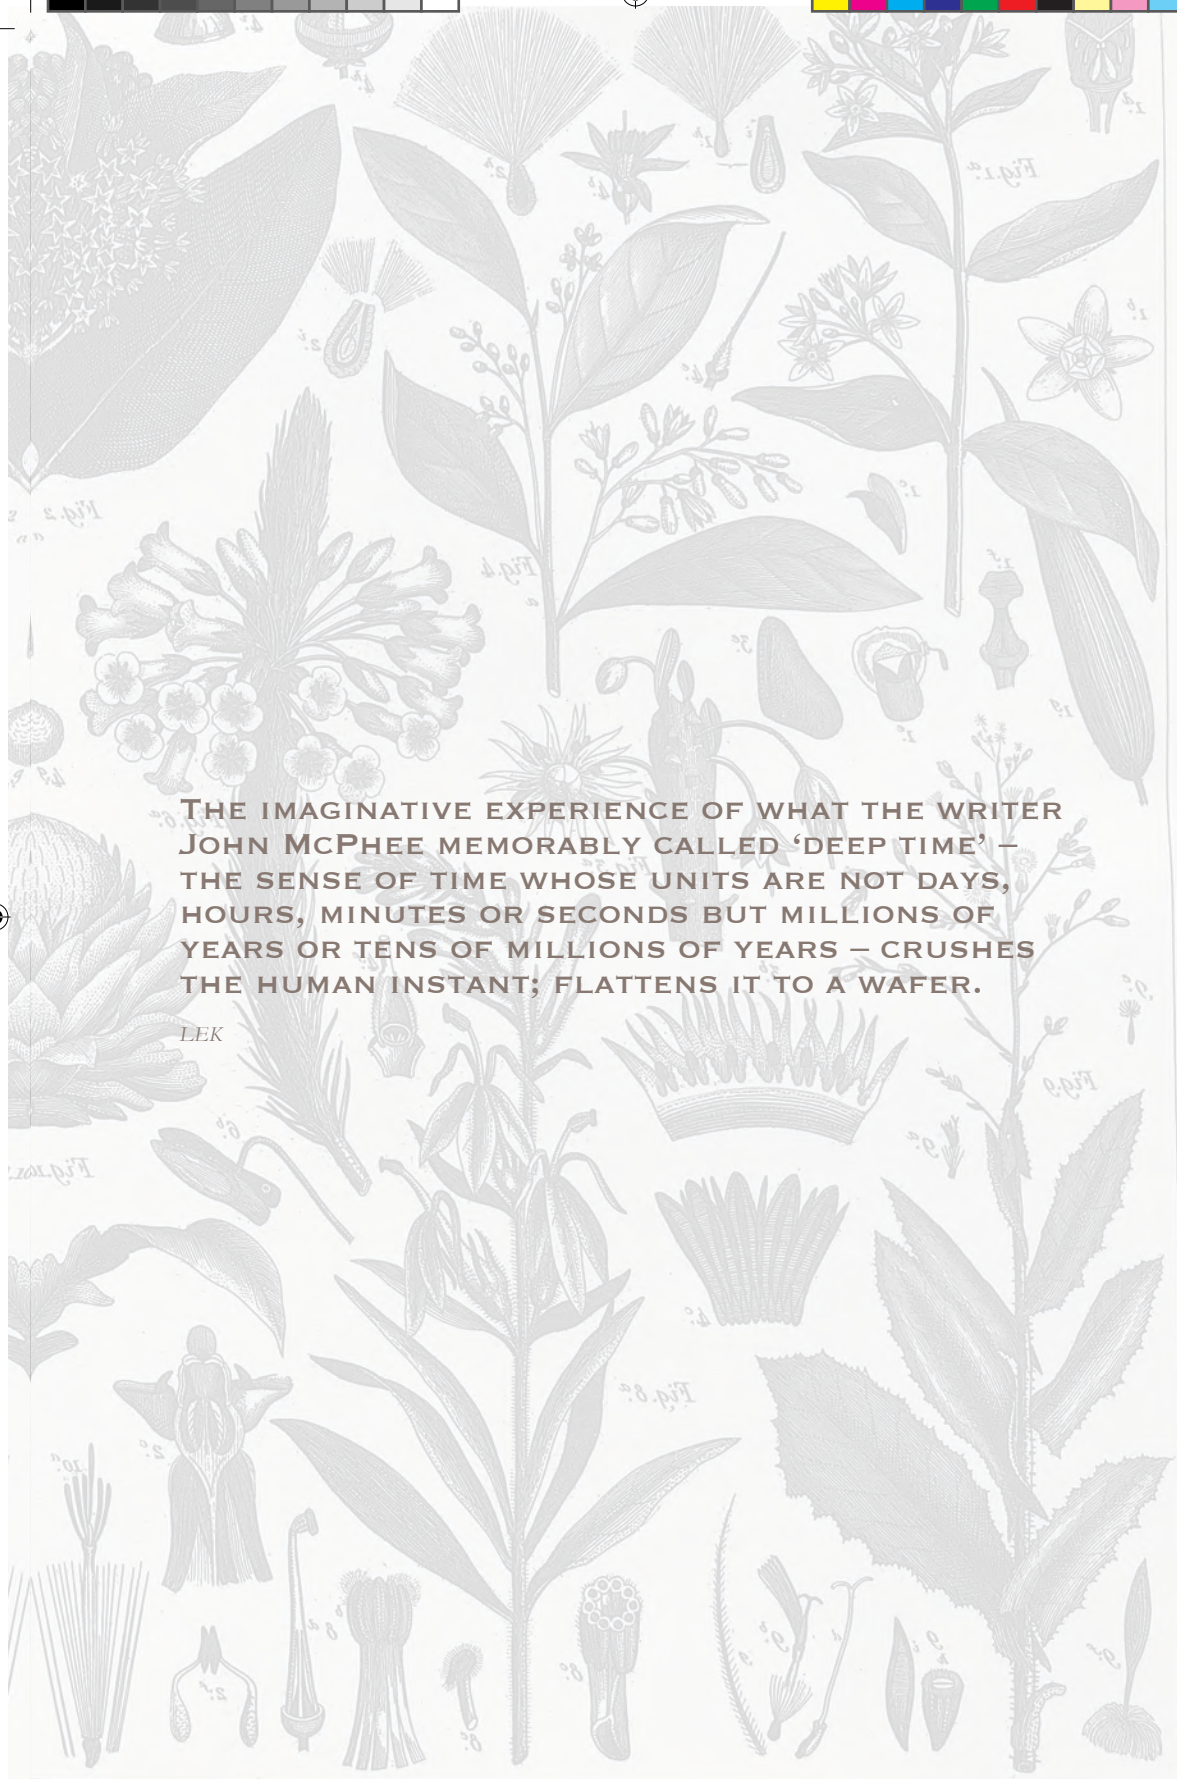 The imaginative experience of what the writer
John McPhee memorably called ‘deep time’ –
the sense of time whose units are not days,
hours, minutes or seconds but millions of
years or tens of millions of years – crushes
the human instant; flattens it to a wafer.
LEK